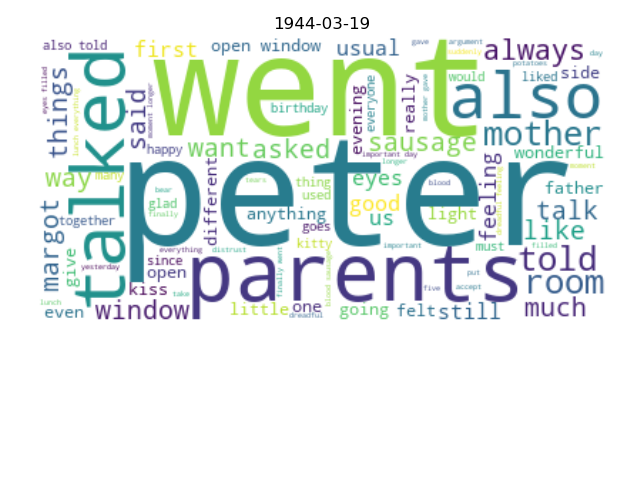 1944-03-19
also told
first
open window
usual
gave
argument
suddenly
day
always
potatoes
eyes filled
lunch everything
things
talked
said
moment longer
went
birthday
evening
everyone
really
mother gave
would
liked
side
also
mother
happy
want
asked
sausage
important day
longer
wonderful
moment
way
many
peter
different
tears
thing
used
eyes
blood
feeling
father
bear
glad
finally
anything
good
us
light
talk
margot
together
goes
kitty
like
give
since
everything
distrust
important
must
filled
told
yesterday
open
parents
finally went
blood sausage
room
kiss
take
put
five
accept
lunch
even
window
little
one
dreadful
going
felt
still
much